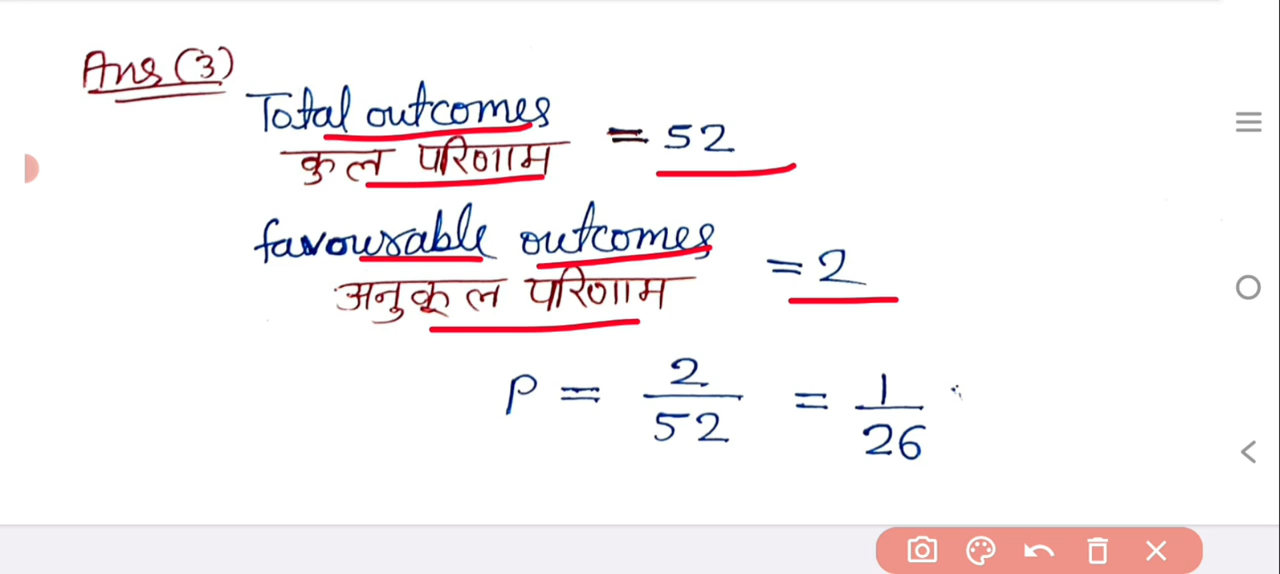 Ans (3)
Total outcomes
कुल परिणाम
= 52
favourable outcomes
अनुकूल परिणाम
= 2
P = 2/52 = 1/26